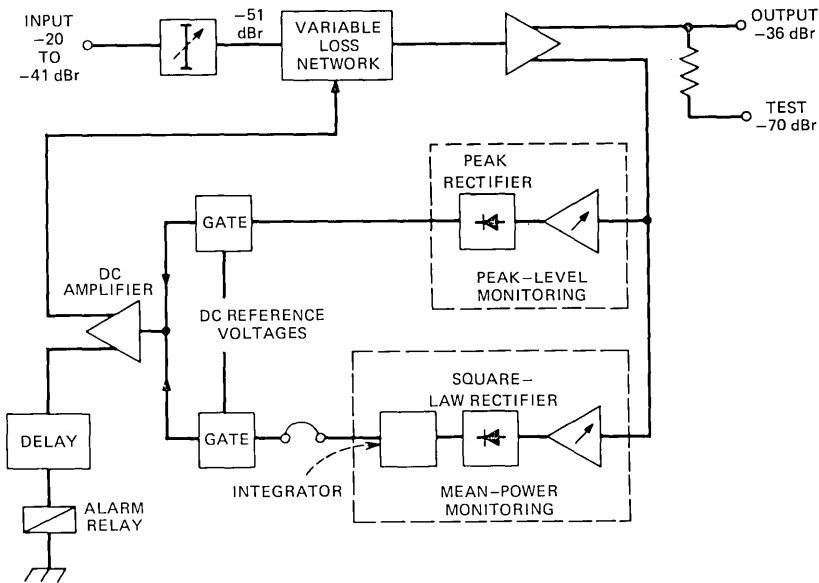 INPUT
−20
TO
−41 dBr
−51
dBr
VARIABLE
LOSS
NETWORK
OUTPUT
−36 dBr
TEST
−70 dBr
PEAK
RECTIFIER
PEAK–LEVEL
MONITORING
GATE
DC
AMPLIFIER
DC REFERENCE
VOLTAGES
SQUARE–
LAW RECTIFIER
GATE
DELAY
INTEGRATOR
MEAN–POWER
MONITORING
ALARM
RELAY